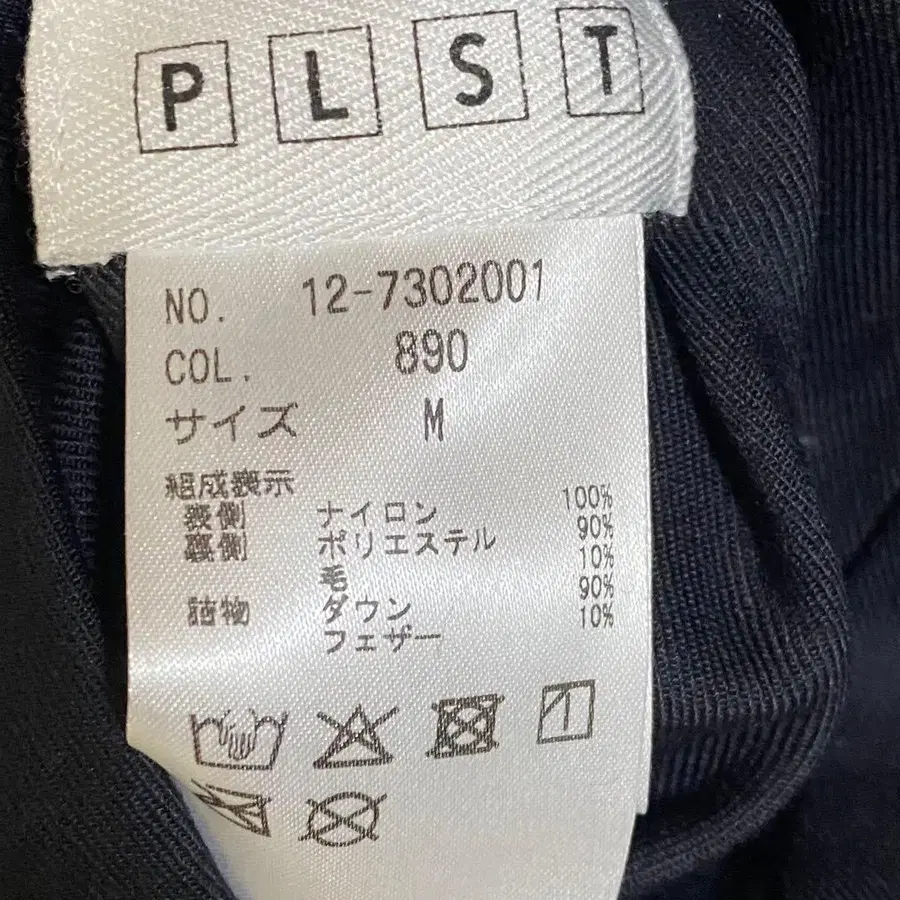 PLST
NO. 12-7302001
COL. 890
サイズ M
組成表示
表側 ナイロン 100%
裏側 ポリエステル 90%
毛 10%
詰物 ダウン 90%
フェザー 10%